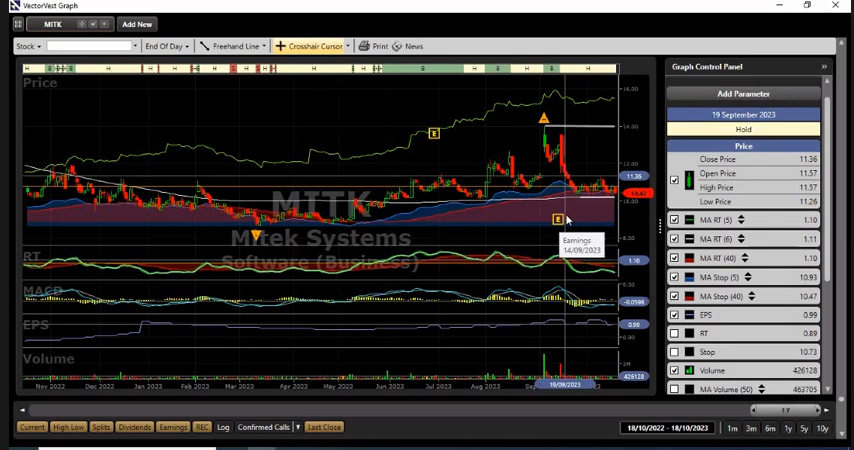 VectorVest Graph
MITK
Add New
Stock
End Of Day
Freehand Line
Crosshair Cursor
Print
News
Price
16.00
14.00
12.00
11.36
10.42
10.00
8.00
E
E
MITK
Mitek Systems
Software (Business)
Earnings
14/09/2023
RT
1.10
MACD
-0.0598
EPS
0.99
0.90
Volume
426128
Nov 2022
Dec 2022
Jan 2023
Feb 2023
Mar 2023
Apr 2023
May 2023
Jun 2023
Jul 2023
Aug 2023
19/09/2023
1 Y
Current
High Low
Splits
Dividends
Earnings
REC
Log
Confirmed Calls
Last Close
18/10/2022 - 18/10/2023
1m
3m
6m
1y
5y
10y
Graph Control Panel
Add Parameter
19 September 2023
Hold
Price
Close Price 11.36
Open Price 11.57
High Price 11.57
Low Price 11.26
MA RT (5) 1.10
MA RT (6) 1.11
MA RT (40) 1.10
MA Stop (5) 10.93
MA Stop (40) 10.47
EPS 0.99
RT 0.89
Stop 10.73
Volume 426128
MA Volume (50) 463705